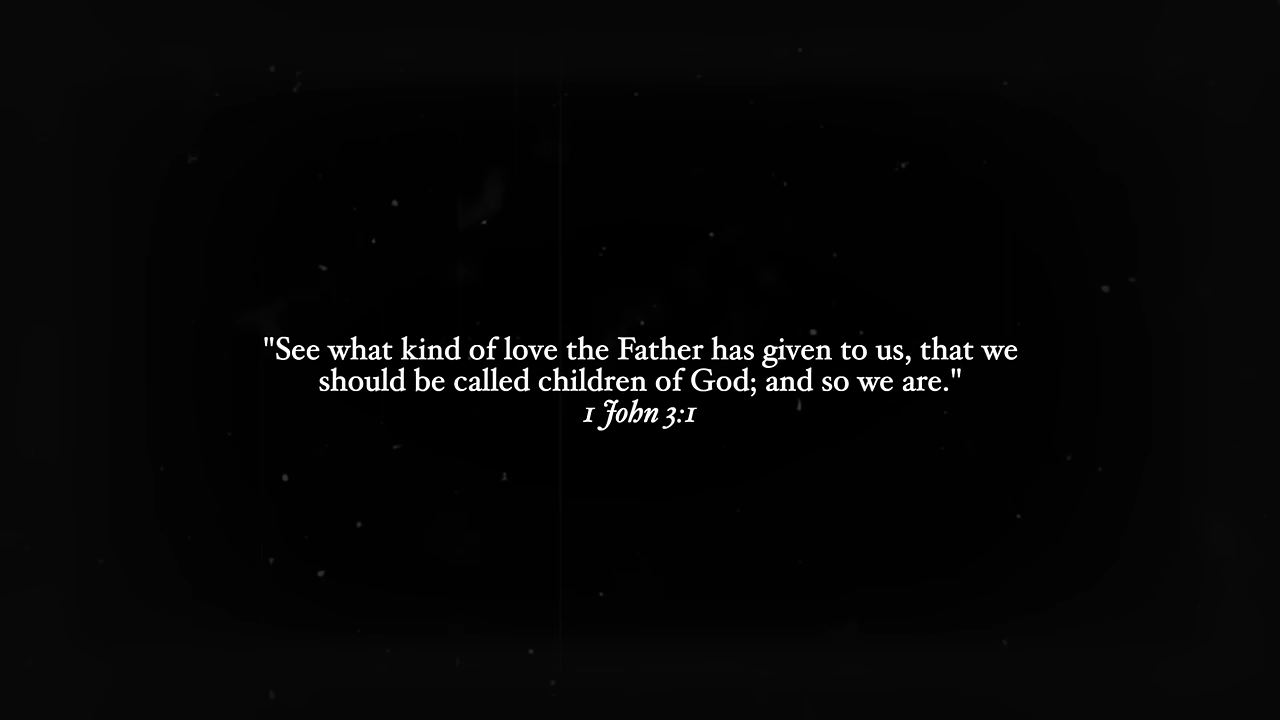 "See what kind of love the Father has given to us, that we
should be called children of God; and so we are."
1 John 3:1